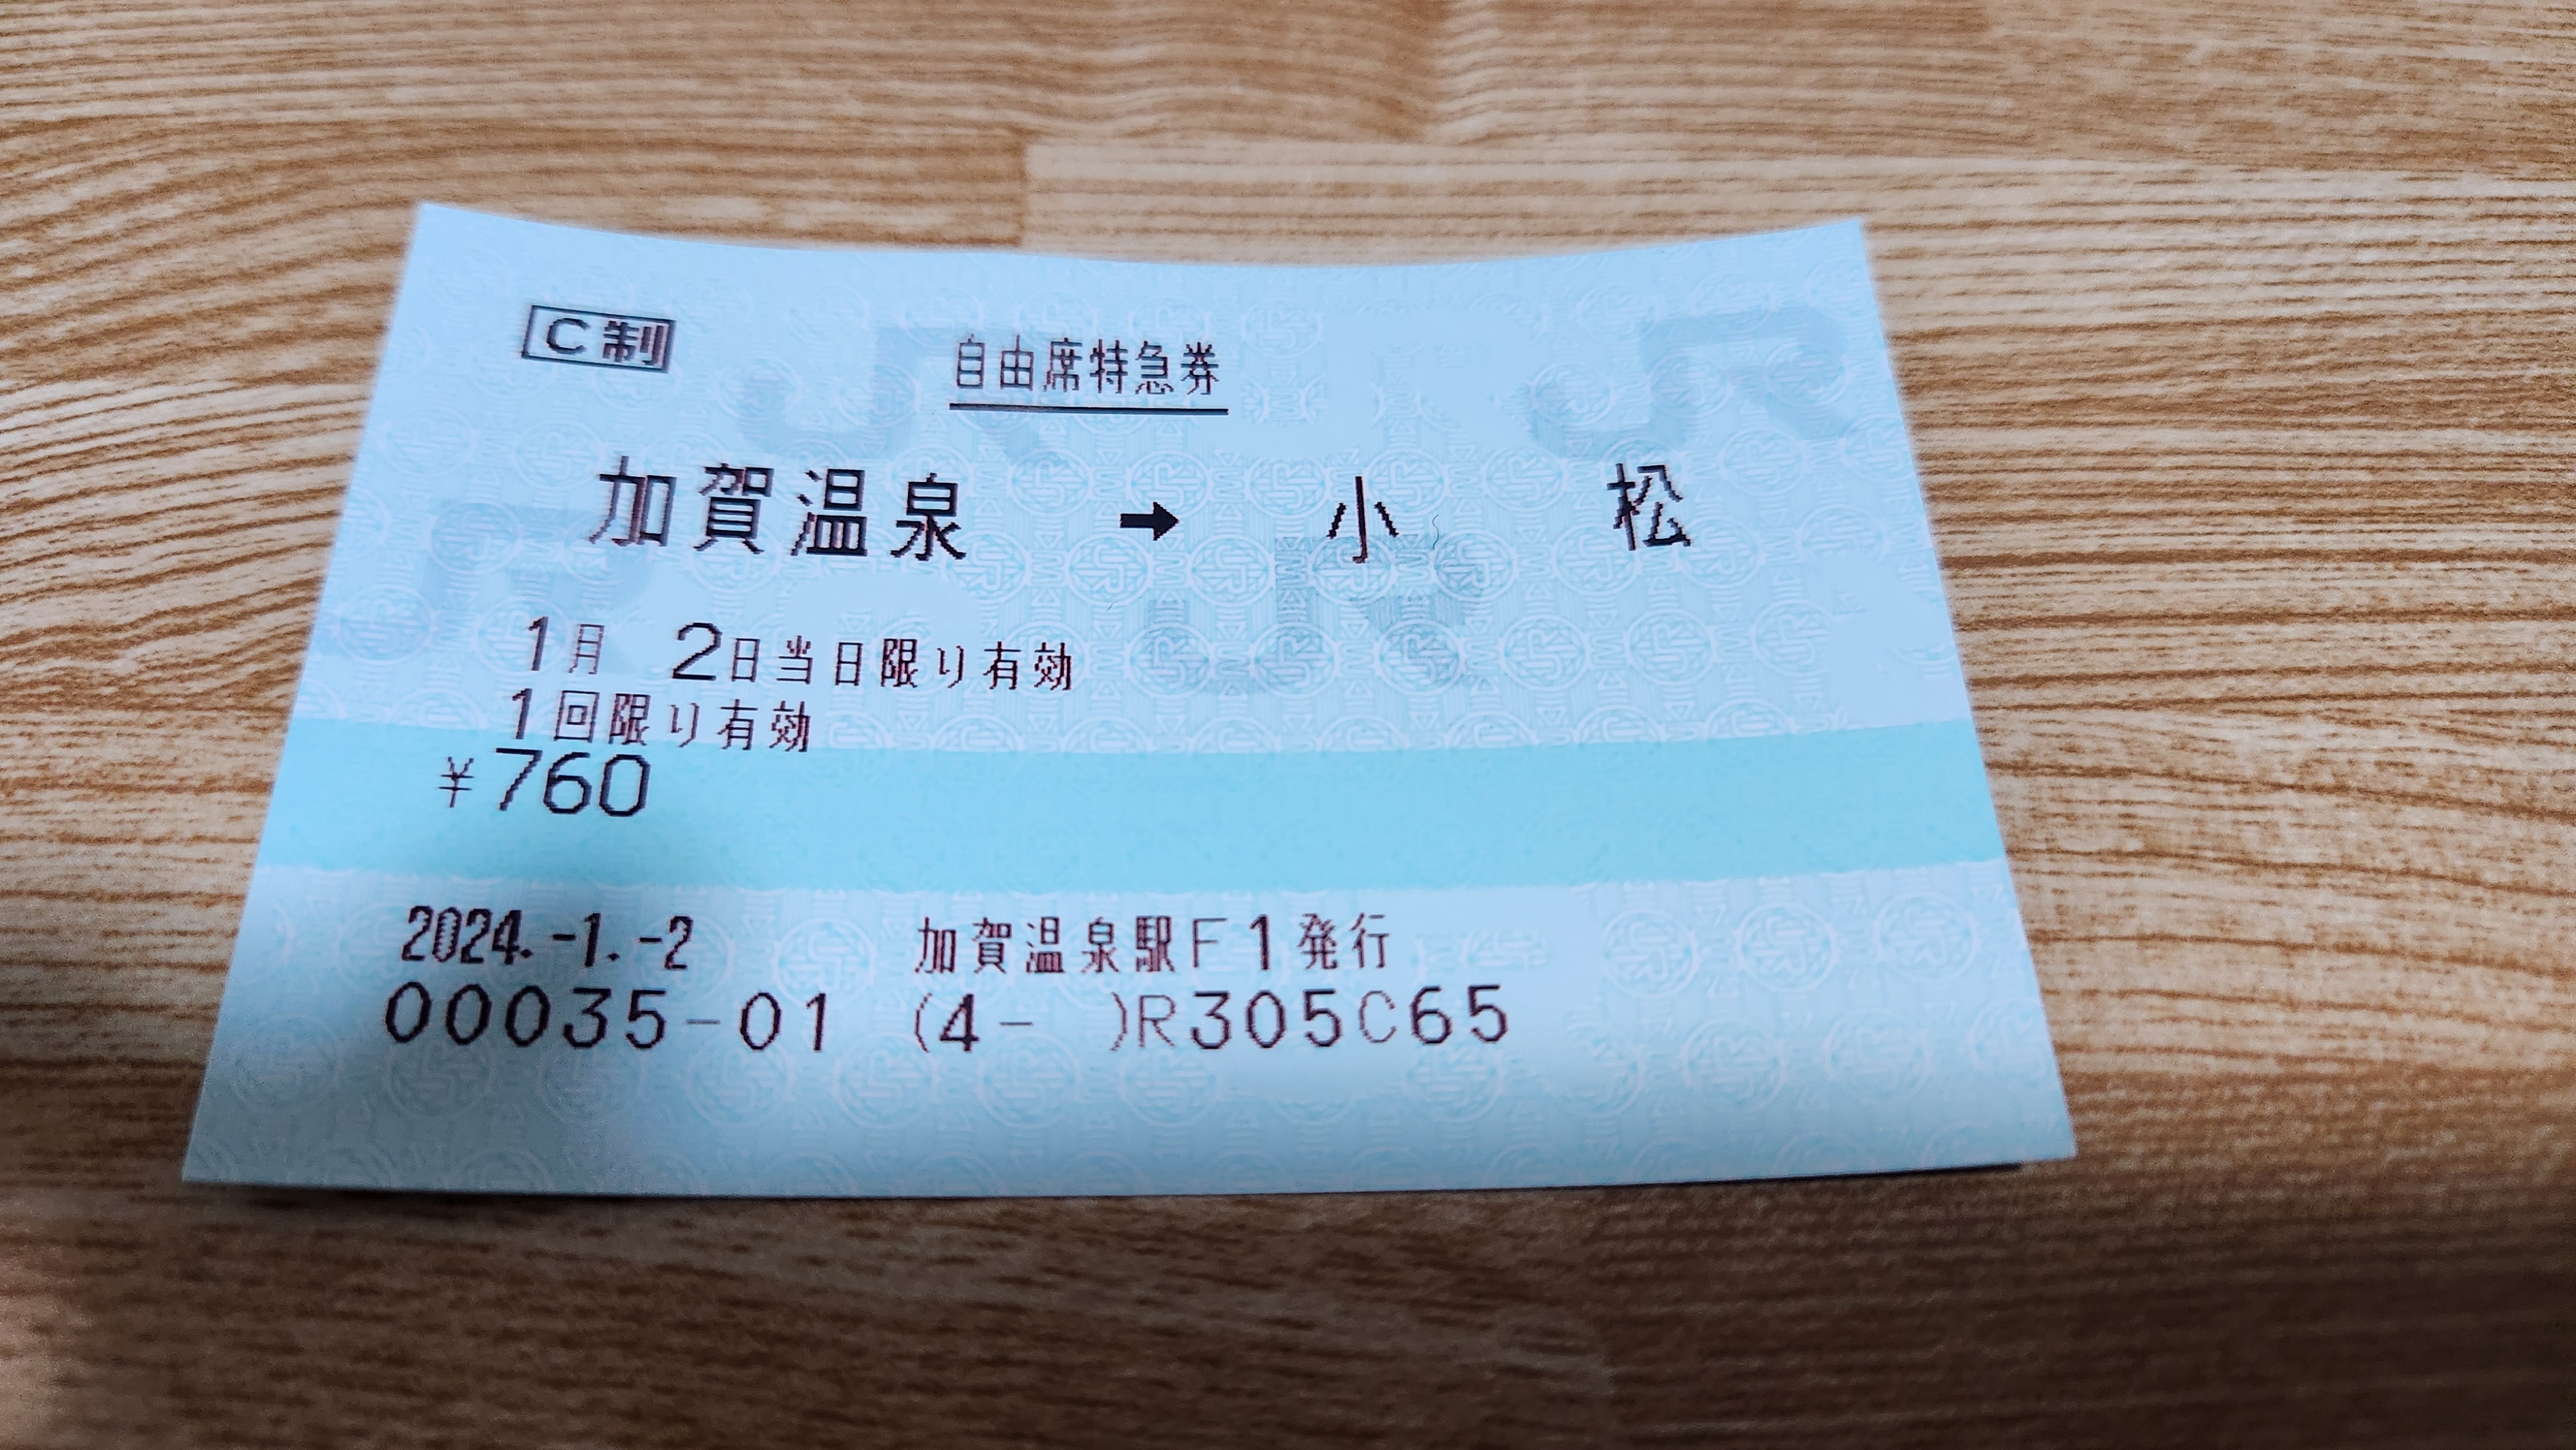 C制
自由席特急券
加賀温泉 ➡ 小松
1月 2日当日限り有効
1回限り有効
¥760
2024.-1.-2 加賀温泉駅F1発行
00035-01 (4- )R305C65